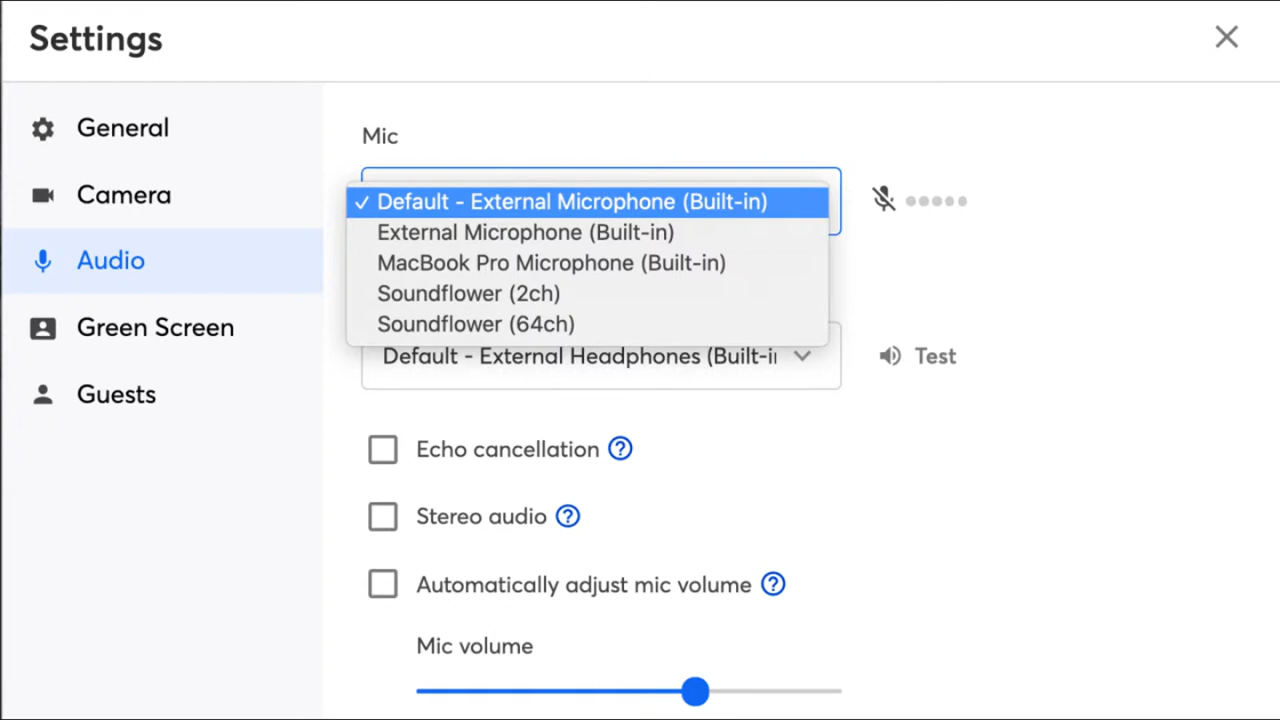 Settings
General
Camera
Audio
Green Screen
Guests
Mic
✓ Default - External Microphone (Built-in)
External Microphone (Built-in)
MacBook Pro Microphone (Built-in)
Soundflower (2ch)
Soundflower (64ch)
Default - External Headphones (Built-i
Test
Echo cancellation ?
Stereo audio ?
Automatically adjust mic volume ?
Mic volume